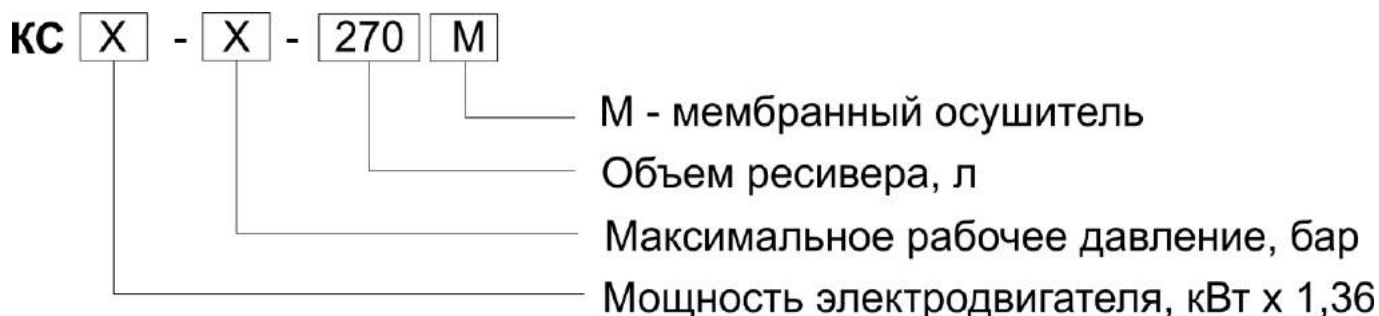 КС X - X - 270 М
М - мембранный осушитель
Объем ресивера, л
Максимальное рабочее давление, бар
Мощность электродвигателя, кВт x 1,36